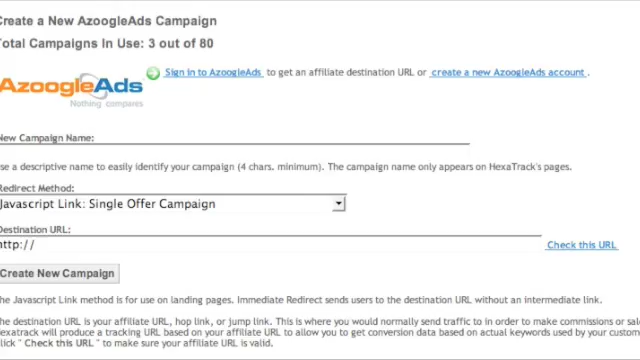 Create a New AzoogleAds Campaign
Total Campaigns In Use: 3 out of 80
AzoogleAds
Nothing compares
Sign in to AzoogleAds to get an affiliate destination URL or create a new AzoogleAds account.
New Campaign Name:
se a descriptive name to easily identify your campaign (4 chars. minimum). The campaign name only appears on HexaTrack's pages.
Redirect Method:
Javascript Link: Single Offer Campaign
Destination URL:
http://
Check this URL
Create New Campaign
he Javascript Link method is for use on landing pages. Immediate Redirect sends users to the destination URL without an intermediate link.
he destination URL is your affiliate URL, hop link, or jump link. This is where you would normally send traffic to in order to make commissions or sal
exatrack will produce a tracking URL based on your affiliate URL to allow you to get conversion data based on actual keywords used by your custome
lick " Check this URL " to make sure your affiliate URL is valid.